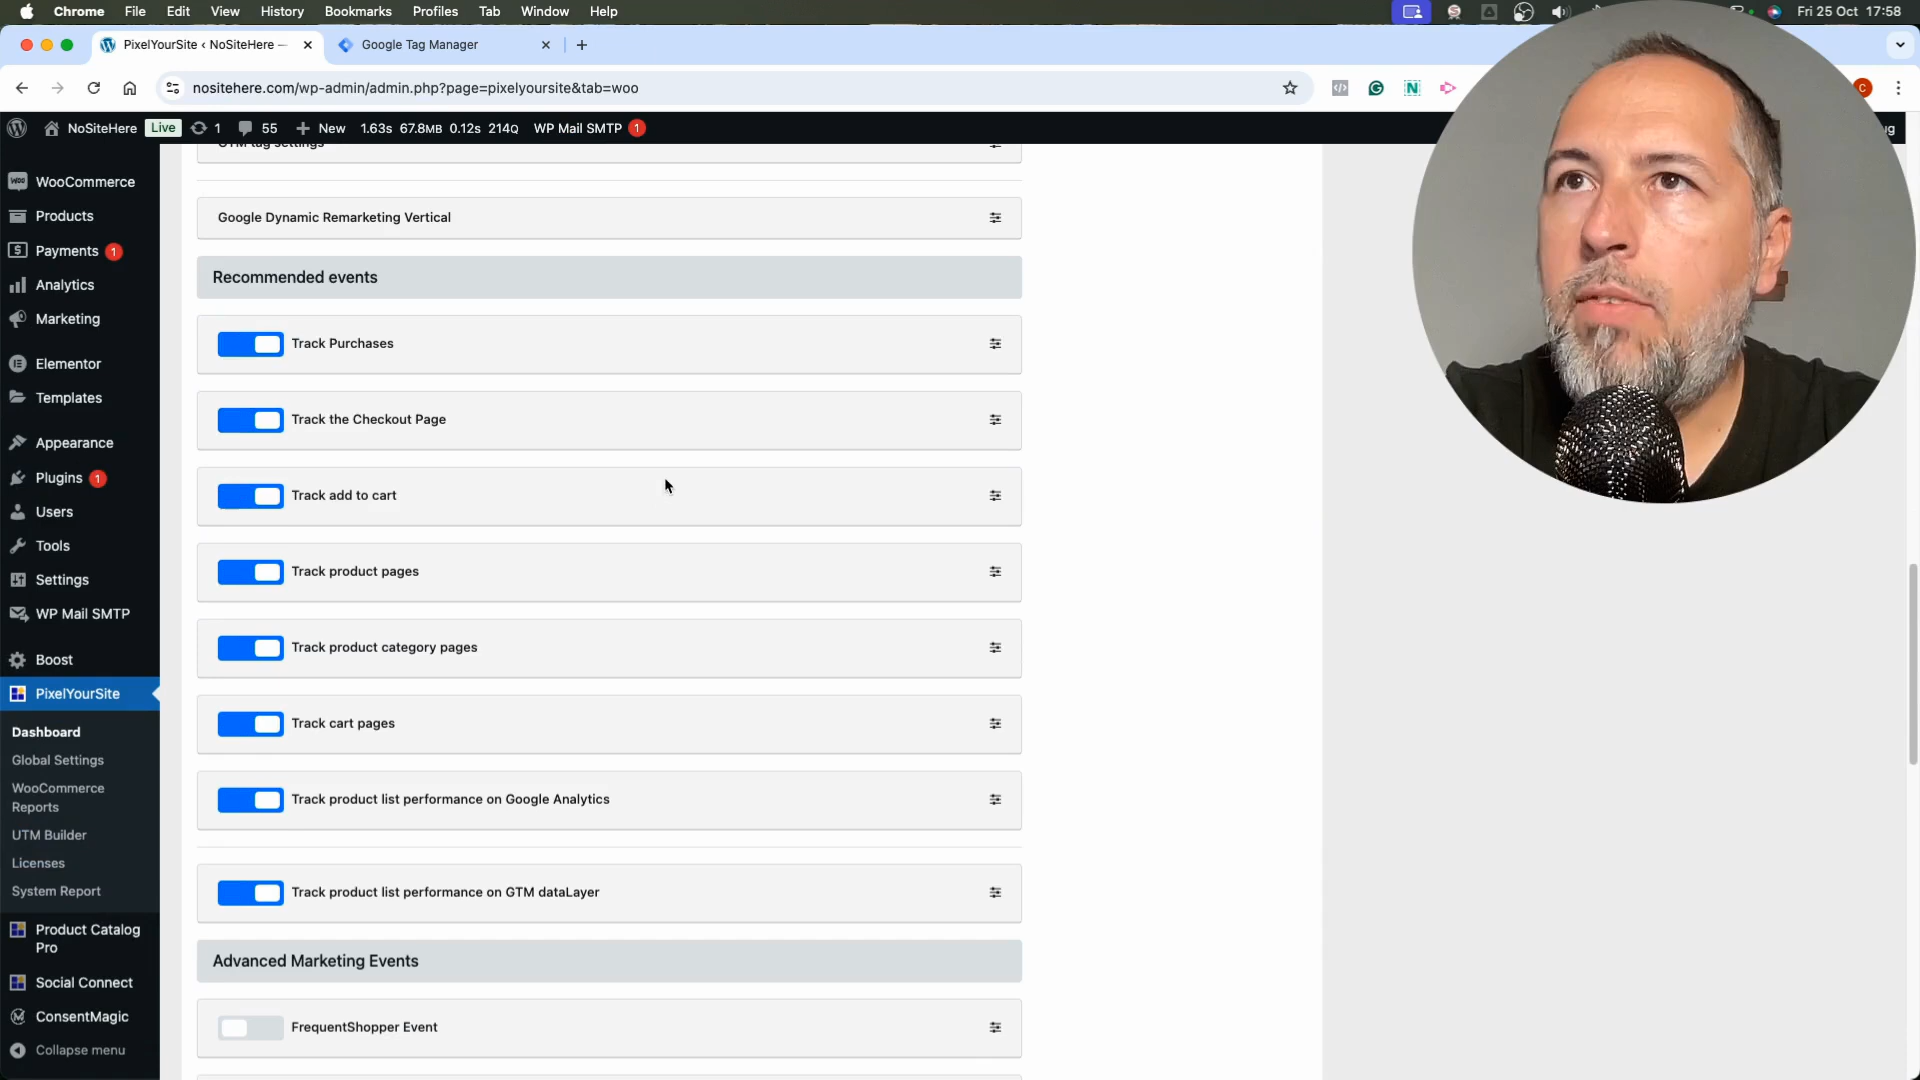 Chrome File Edit View History Bookmarks Profiles Tab Window Help
Fri 25 Oct 17:58
PixelYourSite ‹ NoSiteHere —
Google Tag Manager
nositehere.com/wp-admin/admin.php?page=pixelyoursite&tab=woo
C
NoSiteHere Live 1 55 New 1.63s 67.8MB 0.12s 214Q WP Mail SMTP 1
UTM tag settings
WooCommerce
Products
Payments 1
Analytics
Marketing
Elementor
Templates
Appearance
Plugins 1
Users
Tools
Settings
WP Mail SMTP
Boost
PixelYourSite
Dashboard
Global Settings
WooCommerce
Reports
UTM Builder
Licenses
System Report
Product Catalog
Pro
Social Connect
ConsentMagic
Collapse menu
Google Dynamic Remarketing Vertical
Recommended events
Track Purchases
Track the Checkout Page
Track add to cart
Track product pages
Track product category pages
Track cart pages
Track product list performance on Google Analytics
Track product list performance on GTM dataLayer
Advanced Marketing Events
FrequentShopper Event